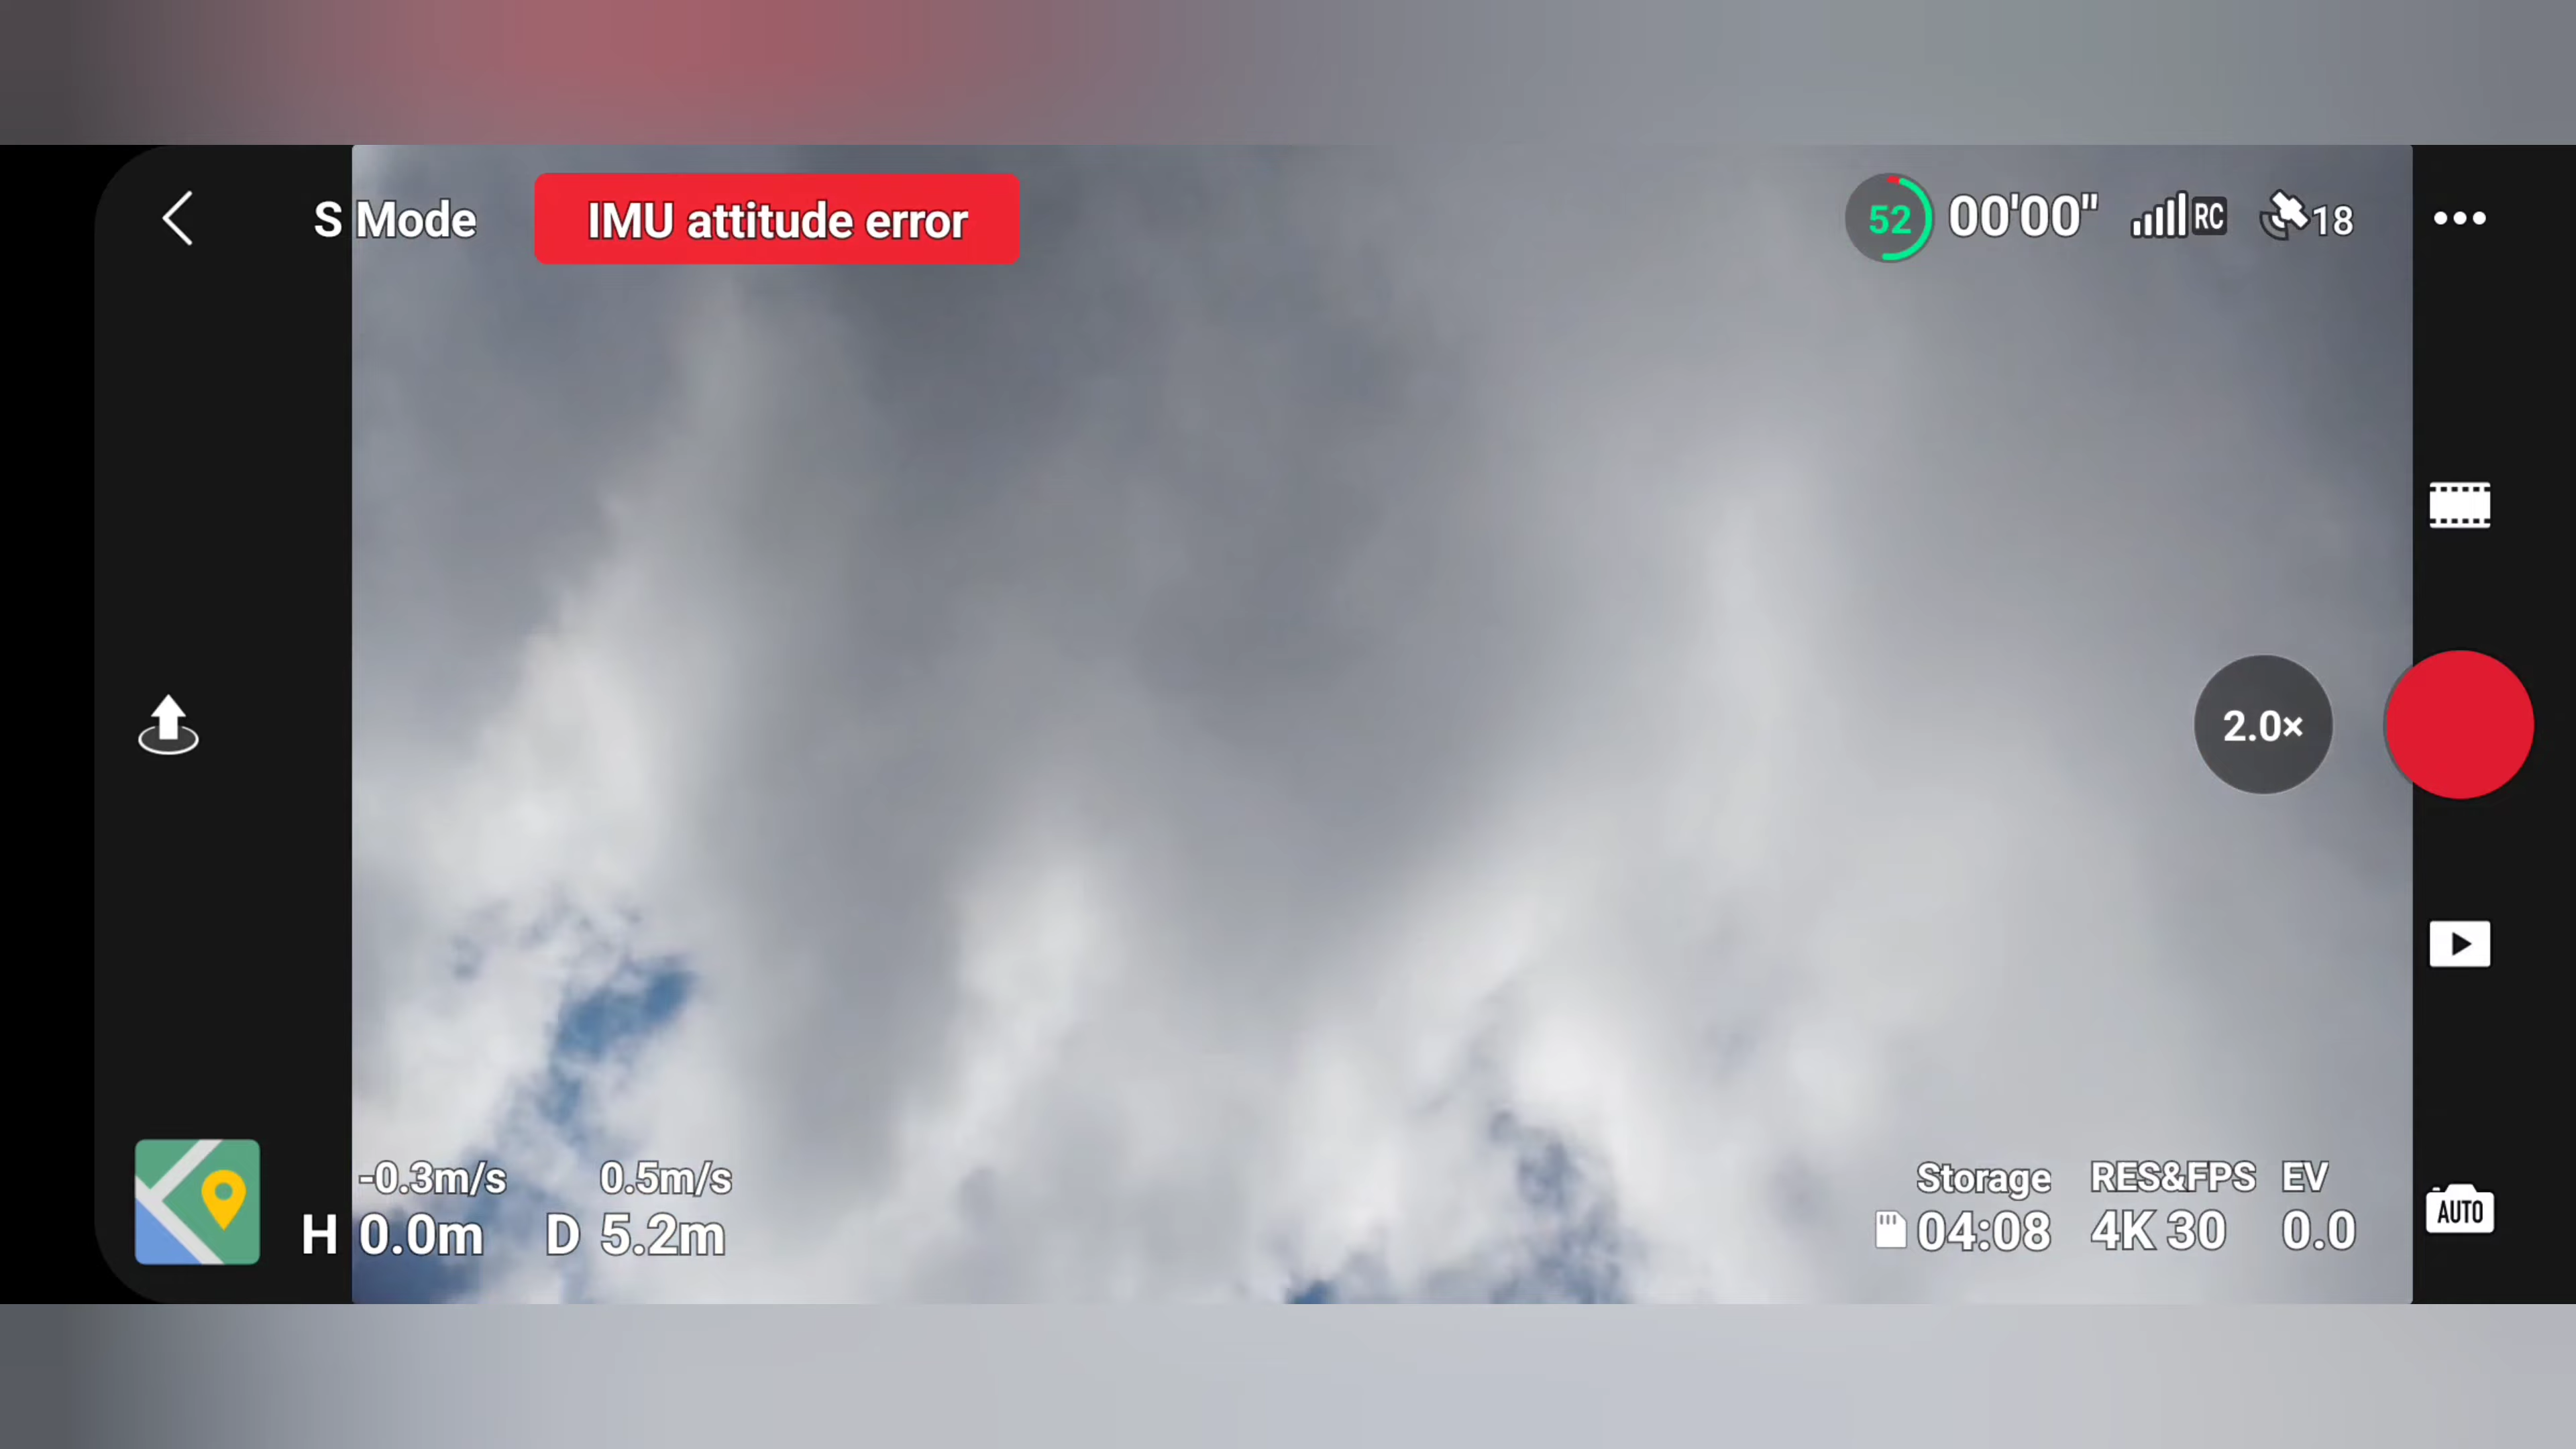 S Mode
IMU attitude error
52
00'00"
RC
18
2.0×
-0.3m/s
0.5m/s
H 0.0m
D 5.2m
Storage
RES&FPS
EV
04:08
4K 30
0.0
AUTO